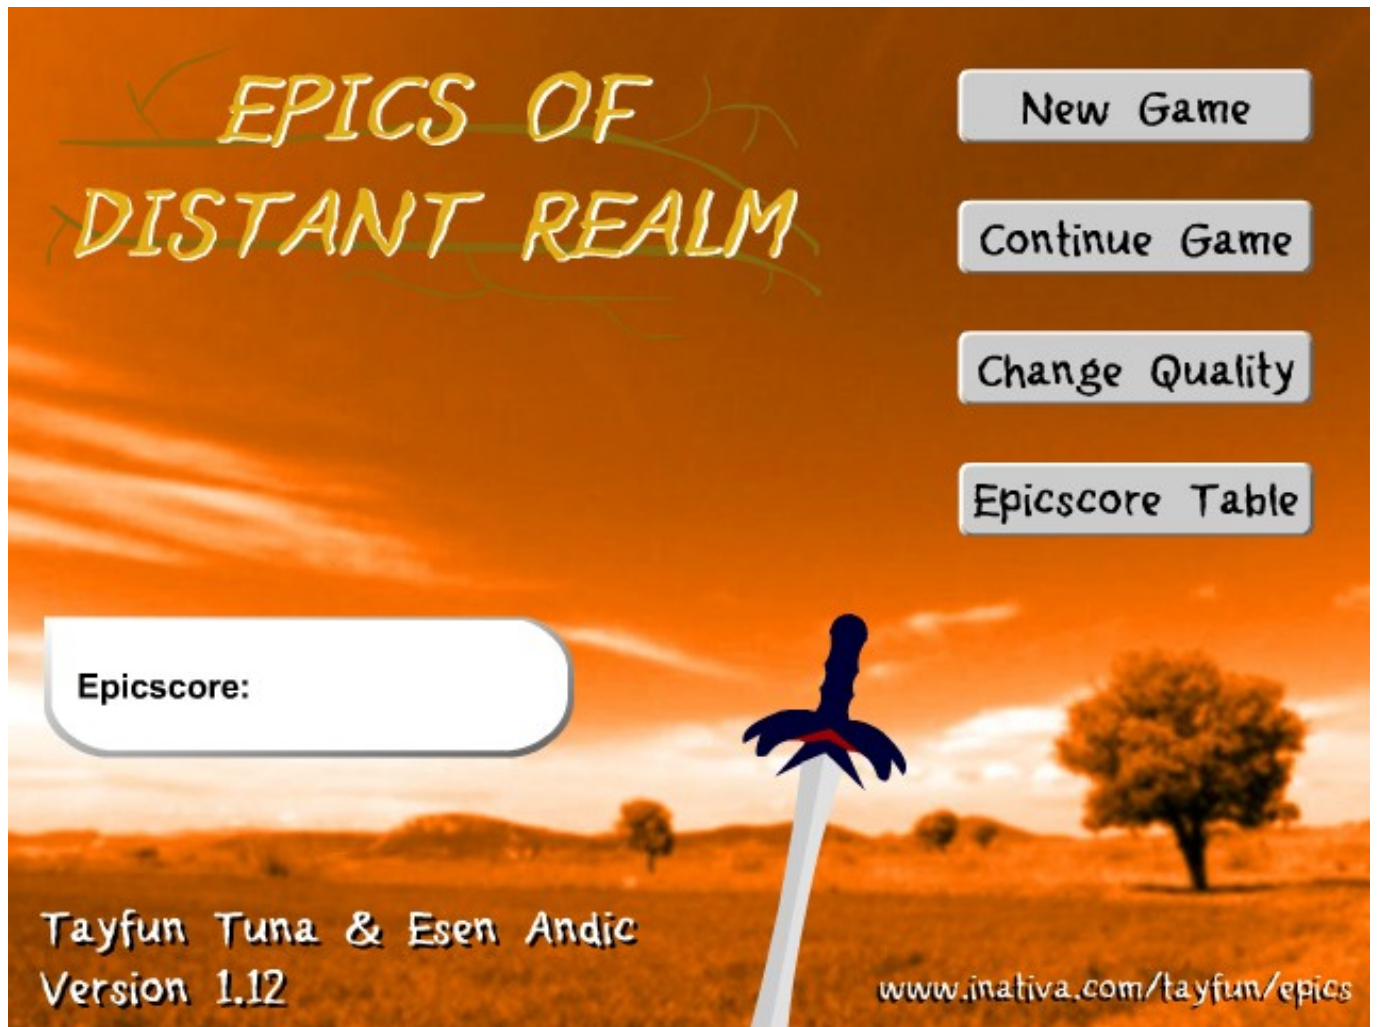 EPICS OF
DISTANT REALM
New Game
Continue Game
Change Quality
Epicscore Table
Epicscore:
Tayfun Tuna & Esen Andic
Version 1.12
www.inativa.com/tayfun/epics